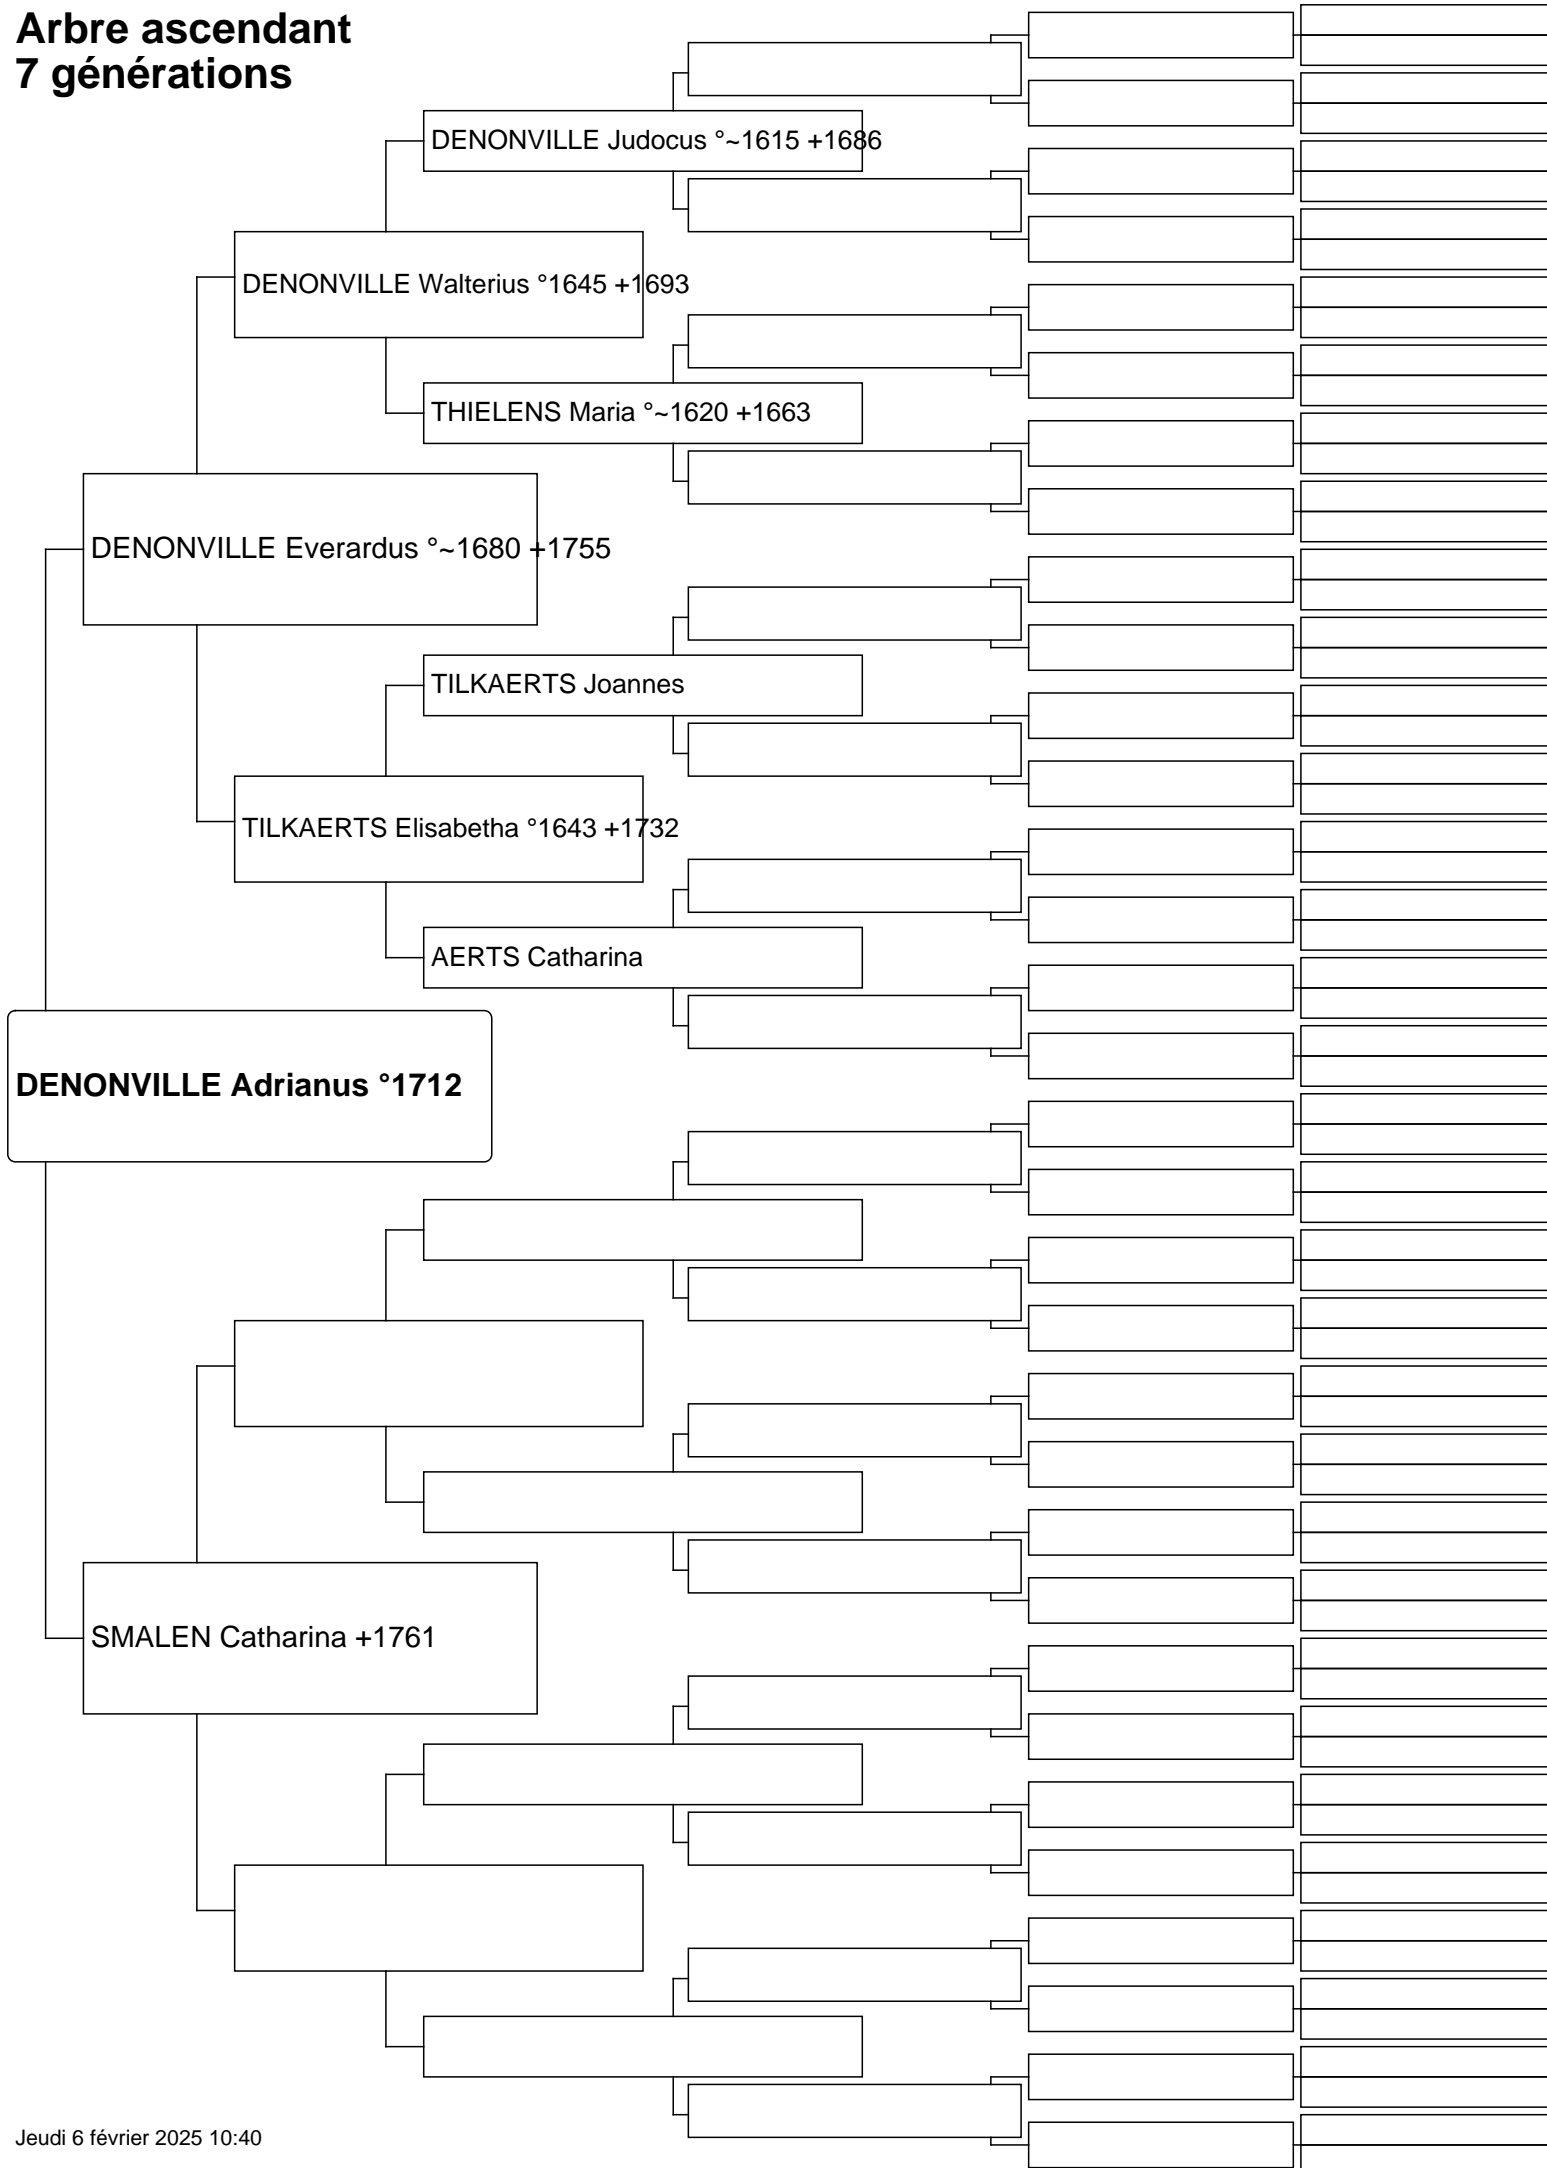 Arbre ascendant
7 générations
DENONVILLE Judocus °~1615 +1686
DENONVILLE Walterius °1645 +1693
THIELENS Maria °~1620 +1663
DENONVILLE Everardus °~1680 +1755
TILKAERTS Joannes
TILKAERTS Elisabetha °1643 +1732
AERTS Catharina
DENONVILLE Adrianus °1712
SMALEN Catharina +1761
Jeudi 6 février 2025 10:40